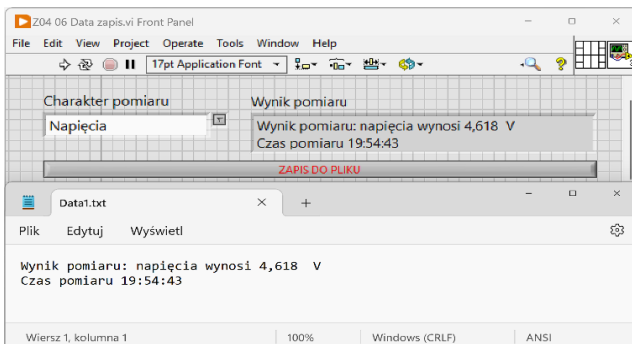 Z04 06 Data zapis.vi Front Panel
File Edit View Project Operate Tools Window Help
17pt Application Font
Charakter pomiaru
Napięcia
Wynik pomiaru
Wynik pomiaru: napięcia wynosi 4,618  V
Czas pomiaru 19:54:43
ZAPIS DO PLIKU
Data1.txt
Plik Edytuj Wyświetl
Wynik pomiaru: napięcia wynosi 4,618  V
Czas pomiaru 19:54:43
Wiersz 1, kolumna 1 100% Windows (CRLF) ANSI